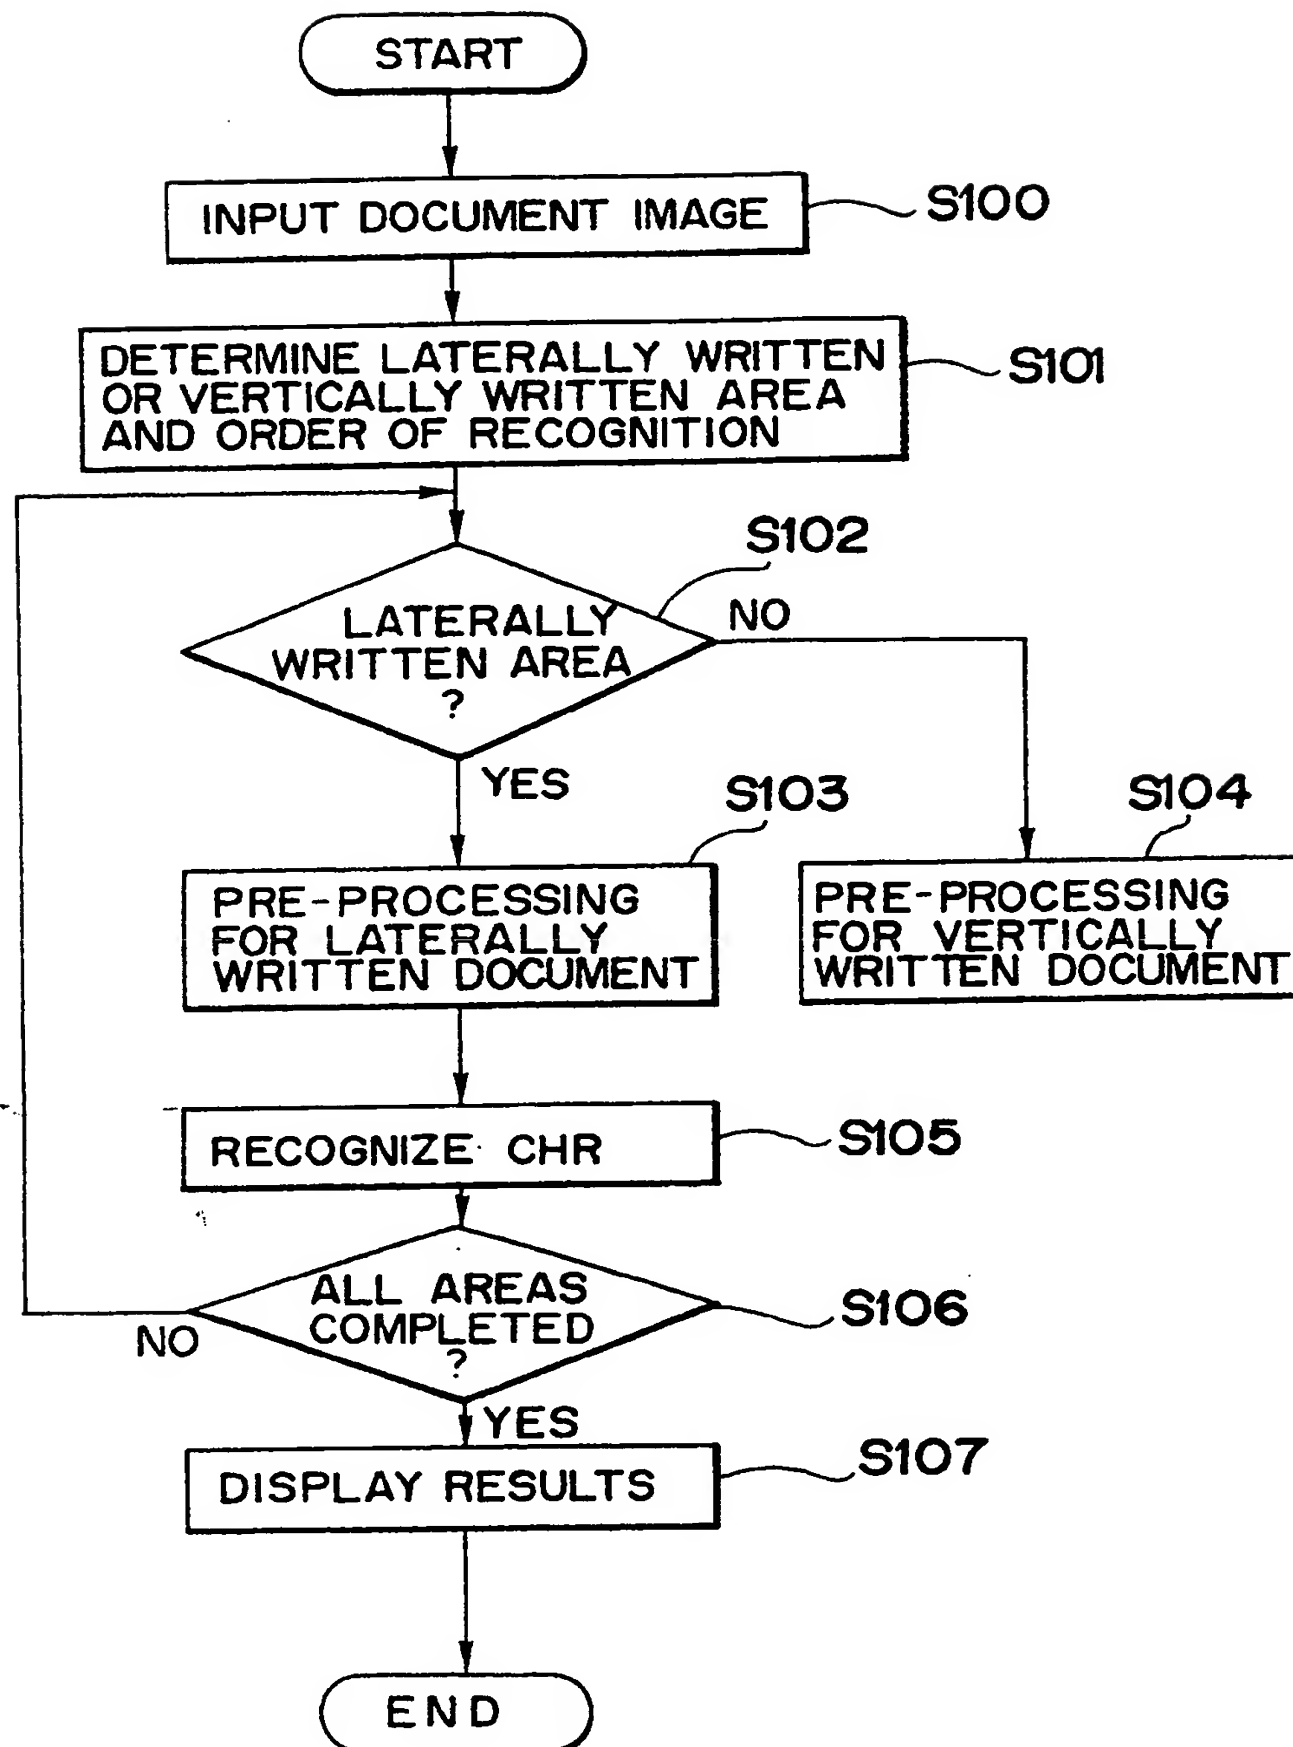 START
INPUT DOCUMENT IMAGE
S100
DETERMINE LATERALLY WRITTEN
OR VERTICALLY WRITTEN AREA
AND ORDER OF RECOGNITION
S101
S102
LATERALLY
WRITTEN AREA
?
NO
YES
S103
PRE-PROCESSING
FOR LATERALLY
WRITTEN DOCUMENT
S104
PRE-PROCESSING
FOR VERTICALLY
WRITTEN DOCUMENT
RECOGNIZE CHR
S105
ALL AREAS
COMPLETED
?
S106
NO
YES
DISPLAY RESULTS
S107
END